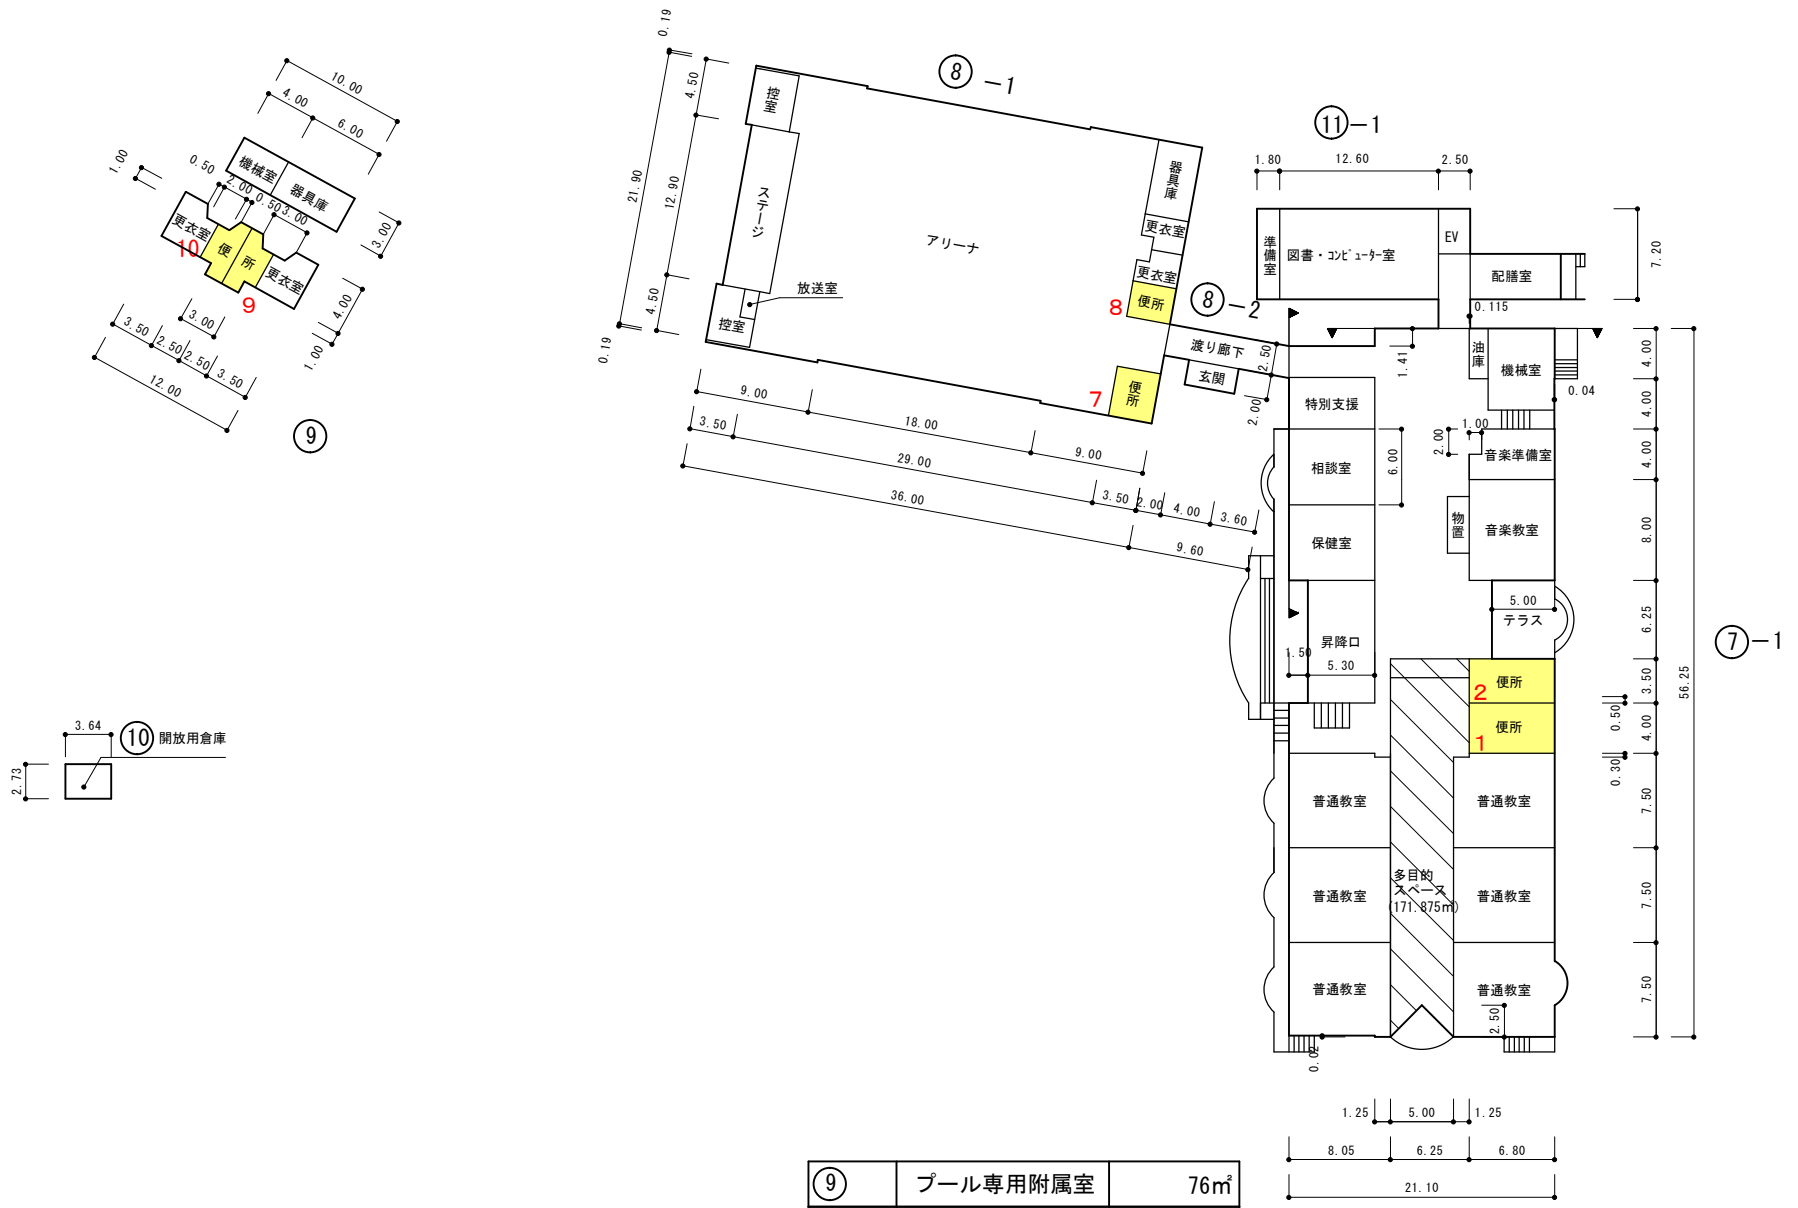 10.00
4.00
6.00
1.00
0.50
2.00
0.50
3.00
機械室
器具庫
更衣室
便
所
更衣室
10
9
3.00
4.00
1.00
3.00
3.50
2.50
2.50
3.50
12.00
⑨
0.19
4.50
21.90
12.90
4.50
0.19
⑧-1
控室
ステージ
アリーナ
放送室
控室
器具庫
更衣室
更衣室
便所
8
便所
7
⑧-2
渡り廊下
玄関
2.50
2.00
9.00
18.00
9.00
3.50
29.00
3.50
2.00
4.00
3.60
36.00
9.60
⑪-1
1.80
12.60
2.50
準備室
図書・コンピューター室
EV
配膳室
7.20
0.115
1.41
油庫
機械室
0.04
特別支援
相談室
6.00
2.00
1.00
音楽準備室
保健室
物置
音楽教室
昇降口
1.50
5.30
5.00
テラス
便所
2
便所
1
普通教室
普通教室
多目的
スペース
(171.875㎡)
普通教室
普通教室
普通教室
普通教室
2.50
0.02
4.00
4.00
4.00
8.00
6.25
3.50
0.50
4.00
0.30
7.50
7.50
7.50
56.25
⑦-1
1.25
5.00
1.25
8.05
6.25
6.80
21.10
3.64
⑩ 開放用倉庫
2.73
⑨ プール専用附属室 76㎡